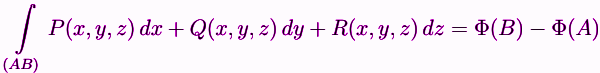 ∫_{(AB)} P(x, y, z) dx + Q(x, y, z) dy + R(x, y, z) dz = Φ(B) − Φ(A)